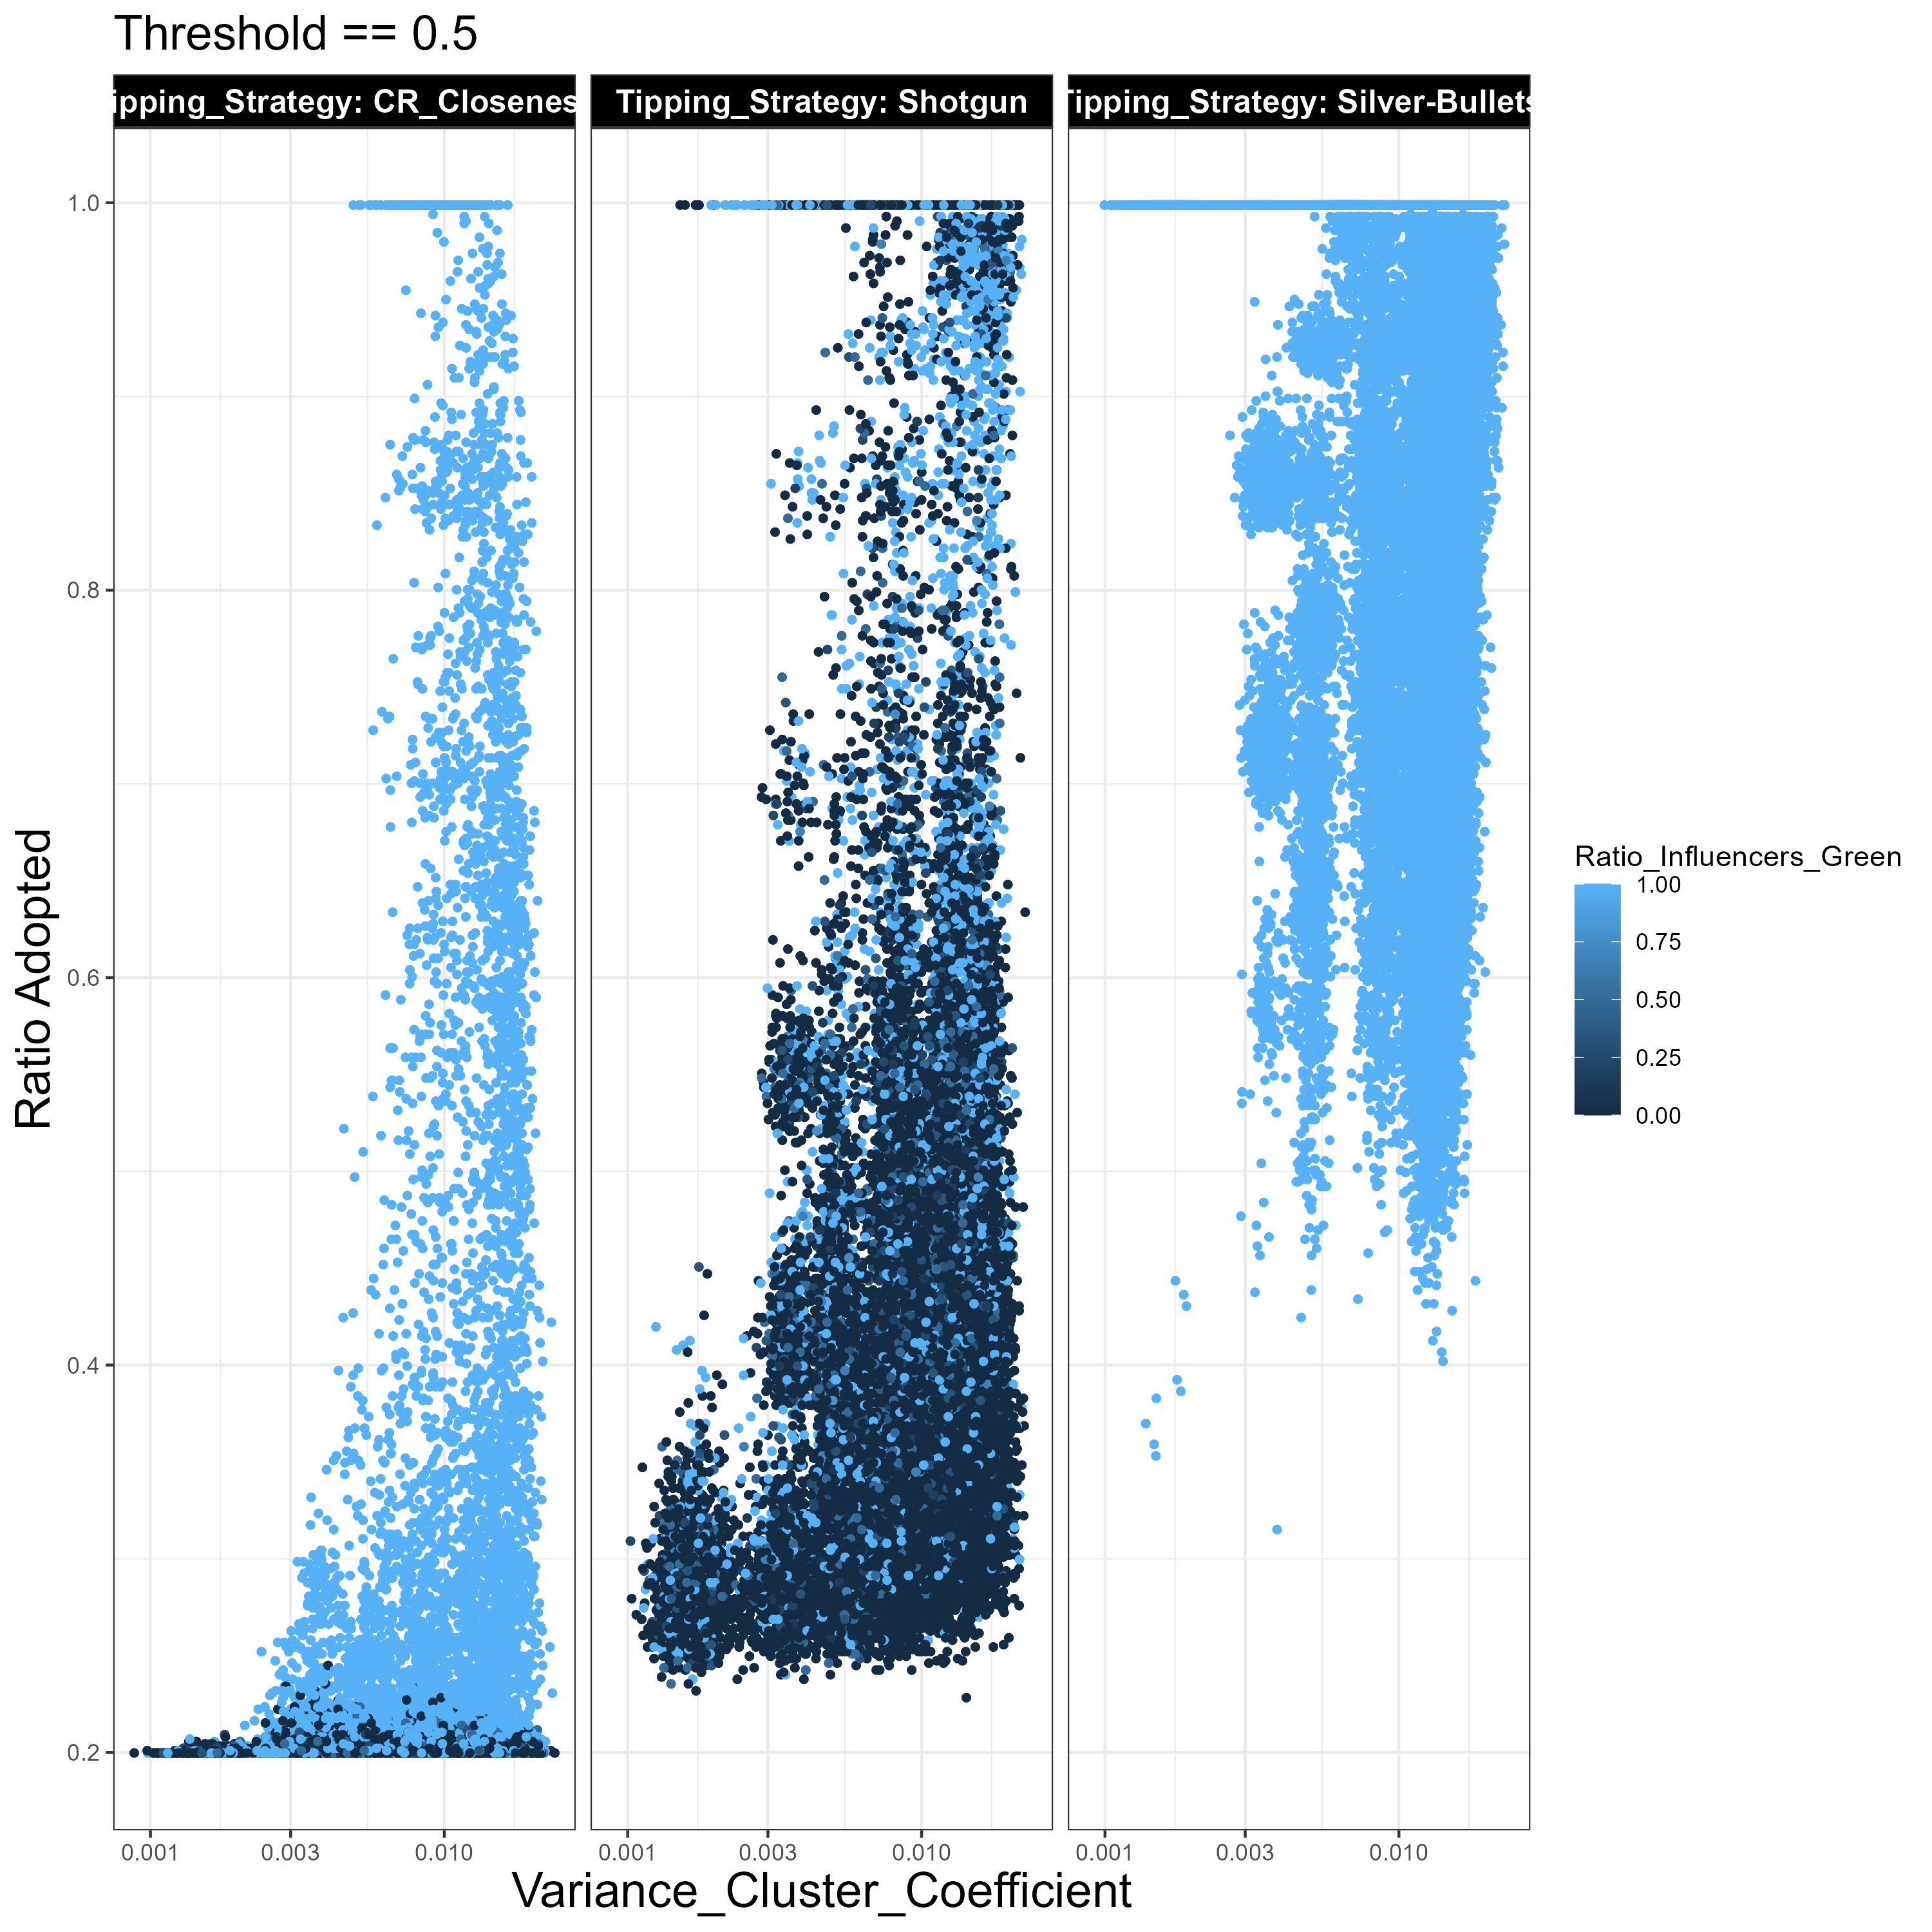 Threshold == 0.5
ipping_Strategy: CR_Closenes
Tipping_Strategy: Shotgun
Tipping_Strategy: Silver-Bullets
1.0
0.8
0.6
0.4
0.2
Ratio Adopted
0.001 0.003 0.010
0.001 0.003 0.010
0.001 0.003 0.010
Variance_Cluster_Coefficient
Ratio_Influencers_Green
1.00
0.75
0.50
0.25
0.00